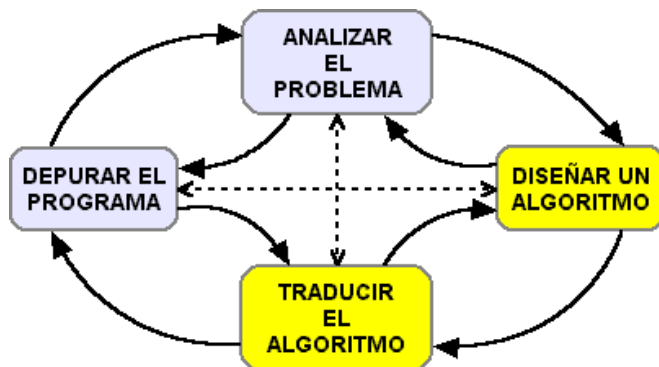 ANALIZAR
EL
PROBLEMA
DEPURAR EL
PROGRAMA
DISEÑAR UN
ALGORITMO
TRADUCIR
EL
ALGORITMO